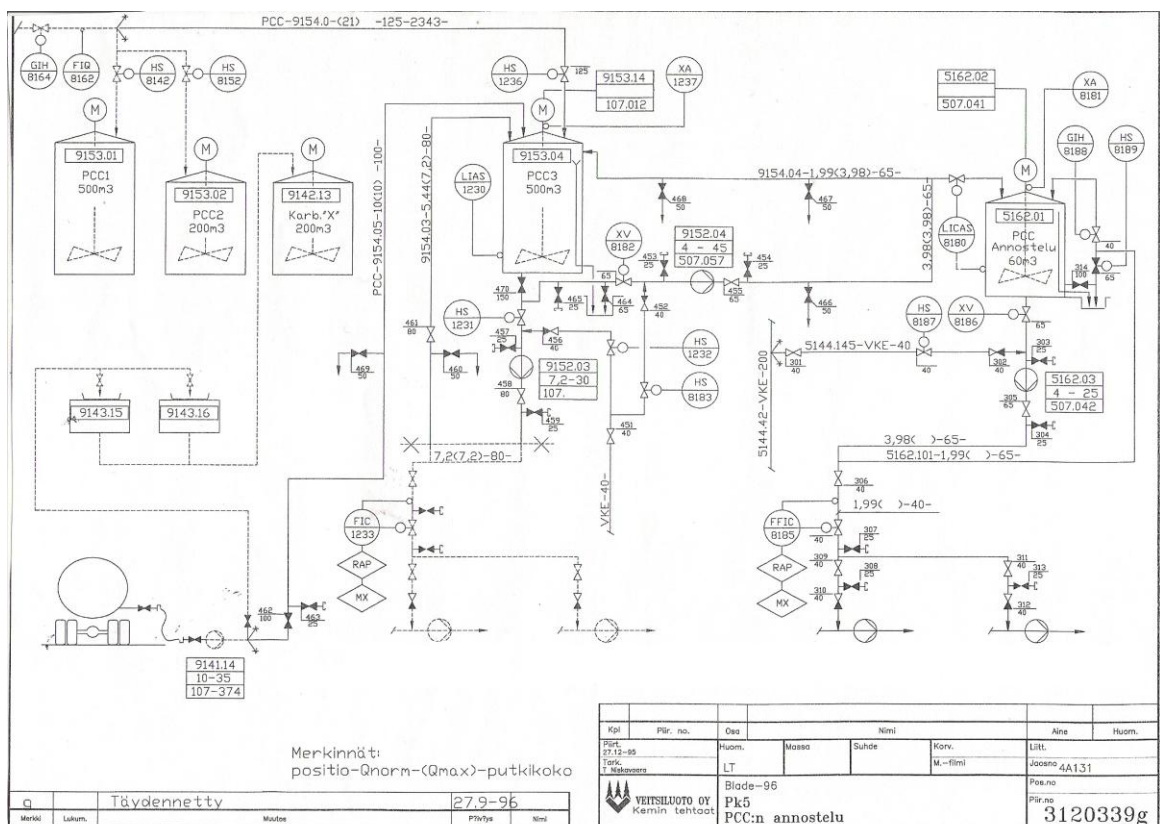 PCC-9154.0-(21) -125-2343-
GIH
8164
FIQ
8162
HS
8142
HS
8152
HS
1236
125
9153.14
107.012
XA
1237
5162.02
507.041
XA
8181
GIH
8188
HS
8189
M
M
M
M
M
9153.01
PCC1
500m3
9153.02
PCC2
200m3
9142.13
Karb."X"
200m3
PCC-9154.05-10(10) -100-
9154.03-5,44(7,2)-80-
9153.04
PCC3
500m3
LIAS
1230
9154.04-1,99(3,98)-65-
3,98(3,98)-65
468
50
467
50
LICAS
8180
5162.01
PCC
Annostelu
60m3
40
65
314
100
XV
8182
65
453
25
9152.04
4 - 45
507.057
454
25
455
65
470
150
465
25
464
65
452
40
466
50
HS
1231
461
80
457
25
456
40
HS
1232
HS
8187
XV
8186
65
469
50
460
50
9152.03
7,2-30
107.
458
80
459
25
HS
8183
451
40
5144.42-VKE-200
5144.145-VKE-40
301
40
40
302
40
303
25
5162.03
4 - 25
507.042
305
65
304
25
9143.15
9143.16
7,2(7,2)-80-
VKE-40-
3,98( )-65-
5162.101-1,99( )-65-
306
40
1,99( )-40-
FIC
1233
RAP
MX
FFIC
8185
RAP
MX
40
307
25
309
40
308
25
310
40
311
40
313
25
312
40
462
100
463
25
9141.14
10-35
107-374
Merkinnät:
positio-Qnorm-(Qmax)-putkikoko
g
Täydennetty
27.9-96
Merkki
Lukum.
Muutos
P?iv?ys
Nimi
Kpl
Piir. no.
Osa
Nimi
Aine
Huom.
Piirt.
27.12-95
Huom.
Massa
Suhde
Korv.
Liitt.
Tark.
T Niskavaara
LT
M.-filmi
Jaosno 4A131
VEITSILUOTO OY
Kemin tehtaat
Blade-96
Pk5
PCC:n annostelu
Pos.no
Piir.no
3120339g